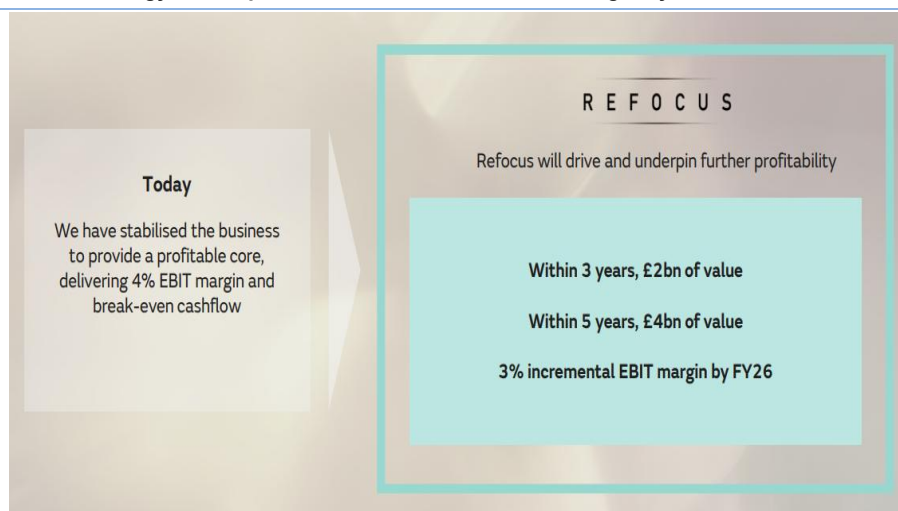 Today
We have stabilised the business
to provide a profitable core,
delivering 4% EBIT margin and
break-even cashflow
REFOCUS
Refocus will drive and underpin further profitability
Within 3 years, £2bn of value
Within 5 years, £4bn of value
3% incremental EBIT margin by FY26